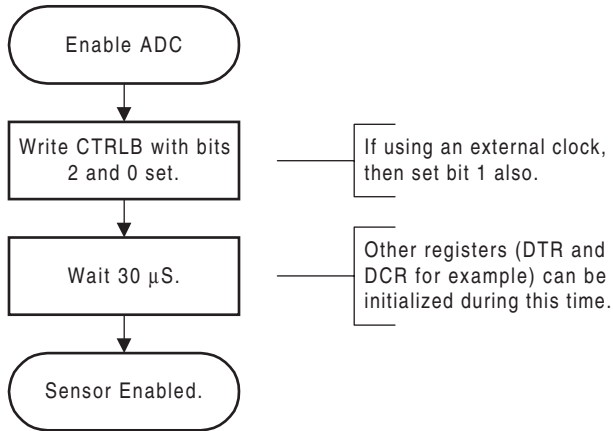 Enable ADC
Write CTRLB with bits
2 and 0 set.
If using an external clock,
then set bit 1 also.
Wait 30 μS.
Other registers (DTR and
DCR for example) can be
initialized during this time.
Sensor Enabled.